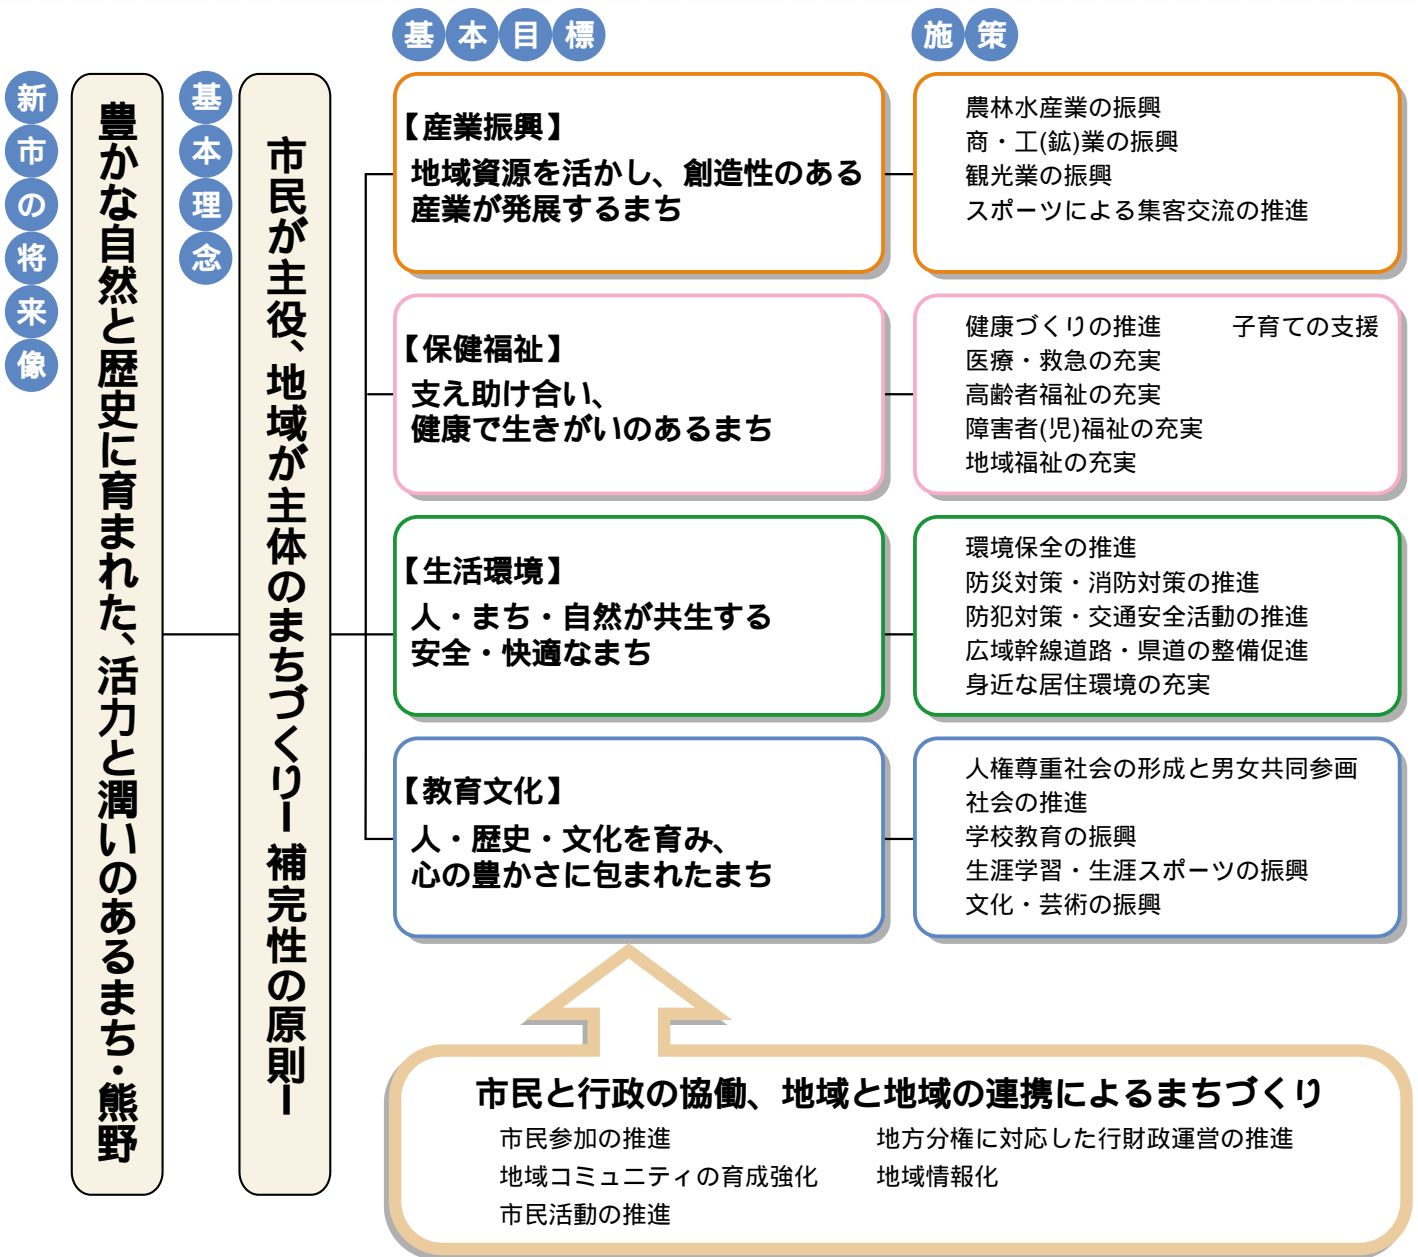 新市の将来像
豊かな自然と歴史に育まれた、活力と潤いのあるまち・熊野
基本理念
市民が主役、地域が主体のまちづくりー補完性の原則ー
基本目標
施策
【産業振興】
地域資源を活かし、創造性のある
産業が発展するまち
農林水産業の振興
商・工(鉱)業の振興
観光業の振興
スポーツによる集客交流の推進
【保健福祉】
支え助け合い、
健康で生きがいのあるまち
健康づくりの推進 子育ての支援
医療・救急の充実
高齢者福祉の充実
障害者(児)福祉の充実
地域福祉の充実
【生活環境】
人・まち・自然が共生する
安全・快適なまち
環境保全の推進
防災対策・消防対策の推進
防犯対策・交通安全活動の推進
広域幹線道路・県道の整備促進
身近な居住環境の充実
【教育文化】
人・歴史・文化を育み、
心の豊かさに包まれたまち
人権尊重社会の形成と男女共同参画
社会の推進
学校教育の振興
生涯学習・生涯スポーツの振興
文化・芸術の振興
市民と行政の協働、地域と地域の連携によるまちづくり
市民参加の推進
地域コミュニティの育成強化
市民活動の推進
地方分権に対応した行財政運営の推進
地域情報化